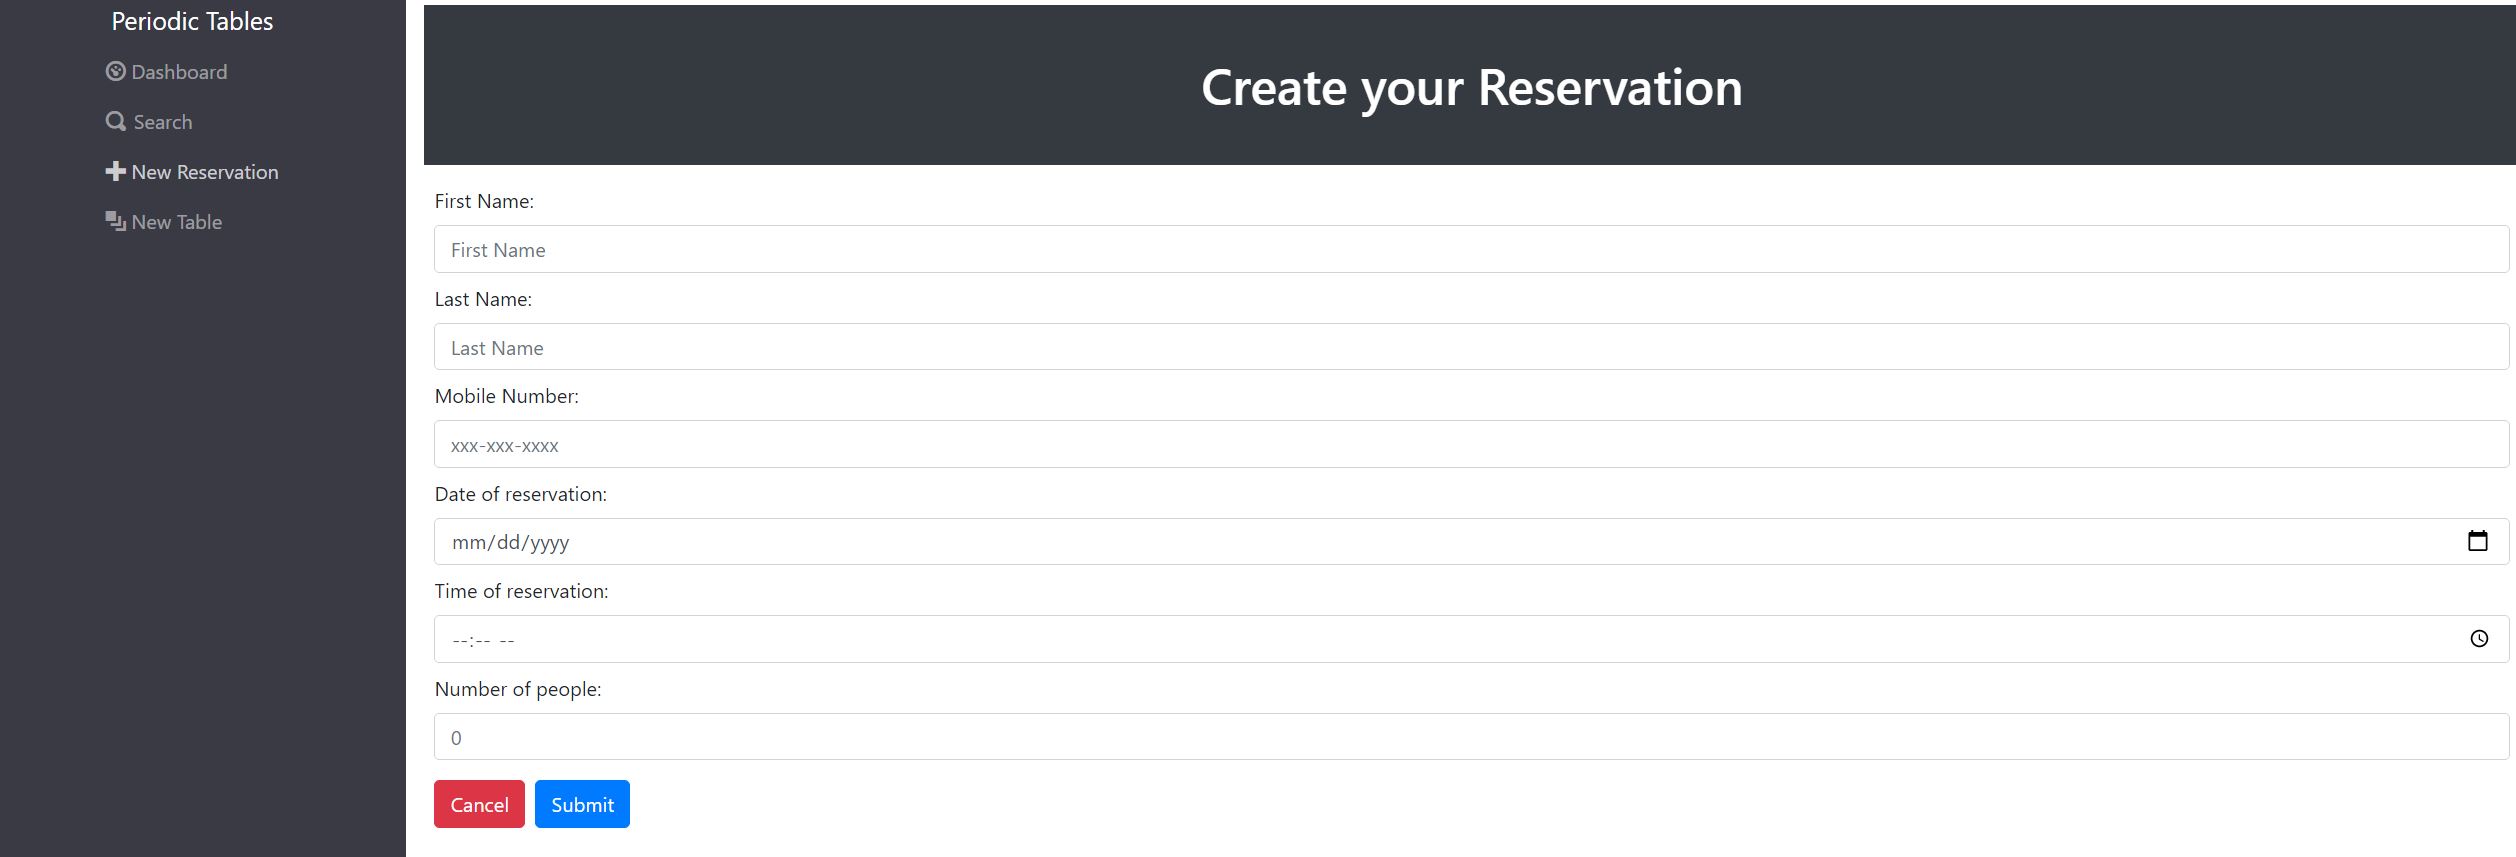 Periodic Tables
Dashboard
Search
New Reservation
New Table
Create your Reservation
First Name:
First Name
Last Name:
Last Name
Mobile Number:
xxx-xxx-xxxx
Date of reservation:
mm/dd/yyyy
Time of reservation:
--:-- --
Number of people:
0
Cancel Submit